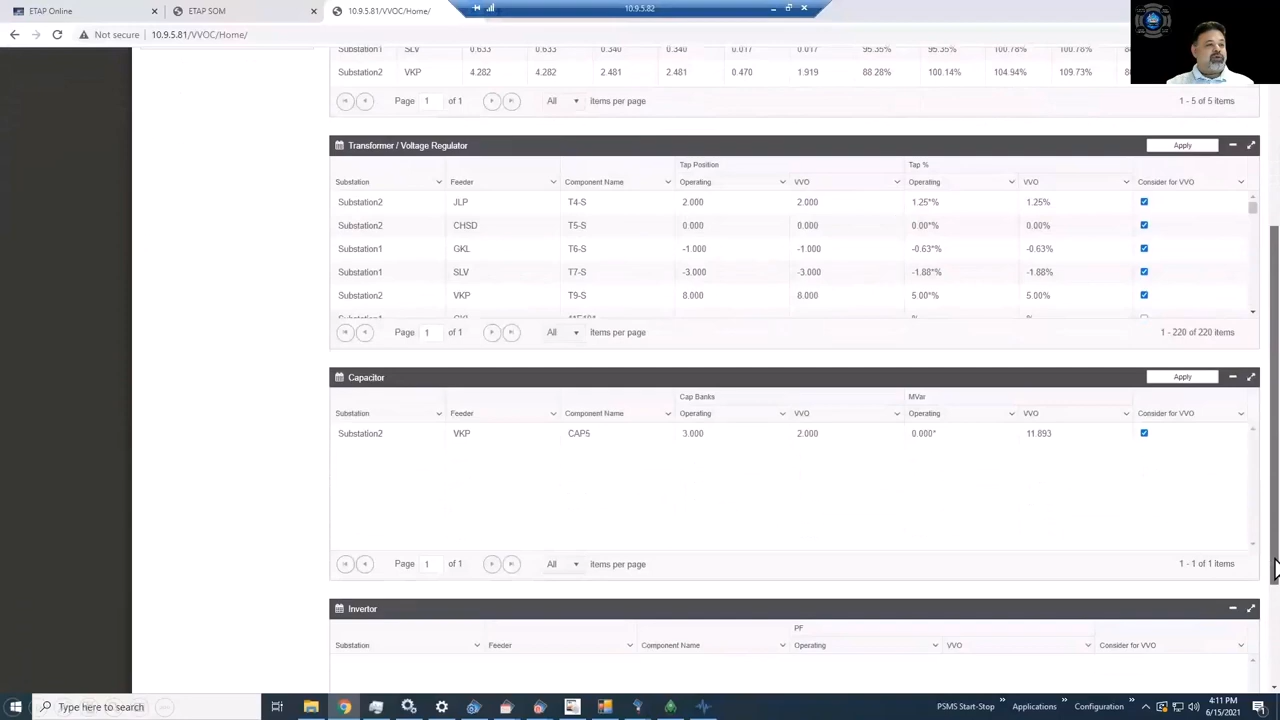 ETAP Online × ETAP SOM × 10.9.5.81/VVOC/Home/
10.9.5.82
Not secure 10.9.5.81/VVOC/Home/
Substation1 SLV 0.633 0.633 0.340 0.340 0.017 0.017 95.35% 95.35% 100.78% 100.78%
Substation2 VKP 4.282 4.282 2.481 2.481 0.470 1.919 88.28% 100.14% 104.94% 109.73%
Page 1 of 1 All items per page 1 - 5 of 5 items
Transformer / Voltage Regulator Apply
Tap Position Tap %
Substation Feeder Component Name Operating VVO Operating VVO Consider for VVO
Substation2 JLP T4-S 2.000 2.000 1.25*% 1.25%
Substation2 CHSD T5-S 0.000 0.000 0.00*% 0.00%
Substation1 GKL T6-S -1.000 -1.000 -0.63*% -0.63%
Substation1 SLV T7-S -3.000 -3.000 -1.88*% -1.88%
Substation2 VKP T9-S 8.000 8.000 5.00*% 5.00%
Page 1 of 1 All items per page 1 - 220 of 220 items
Capacitor Apply
Cap Banks MVar
Substation Feeder Component Name Operating VVO Operating VVO Consider for VVO
Substation2 VKP CAP5 3.000 2.000 0.000* 11.893
Page 1 of 1 All items per page 1 - 1 of 1 items
Invertor
PF
Substation Feeder Component Name Operating VVO Consider for VVO
Type here to search PSMS Start-Stop » Applications » Configuration » 4:11 PM
6/15/2021